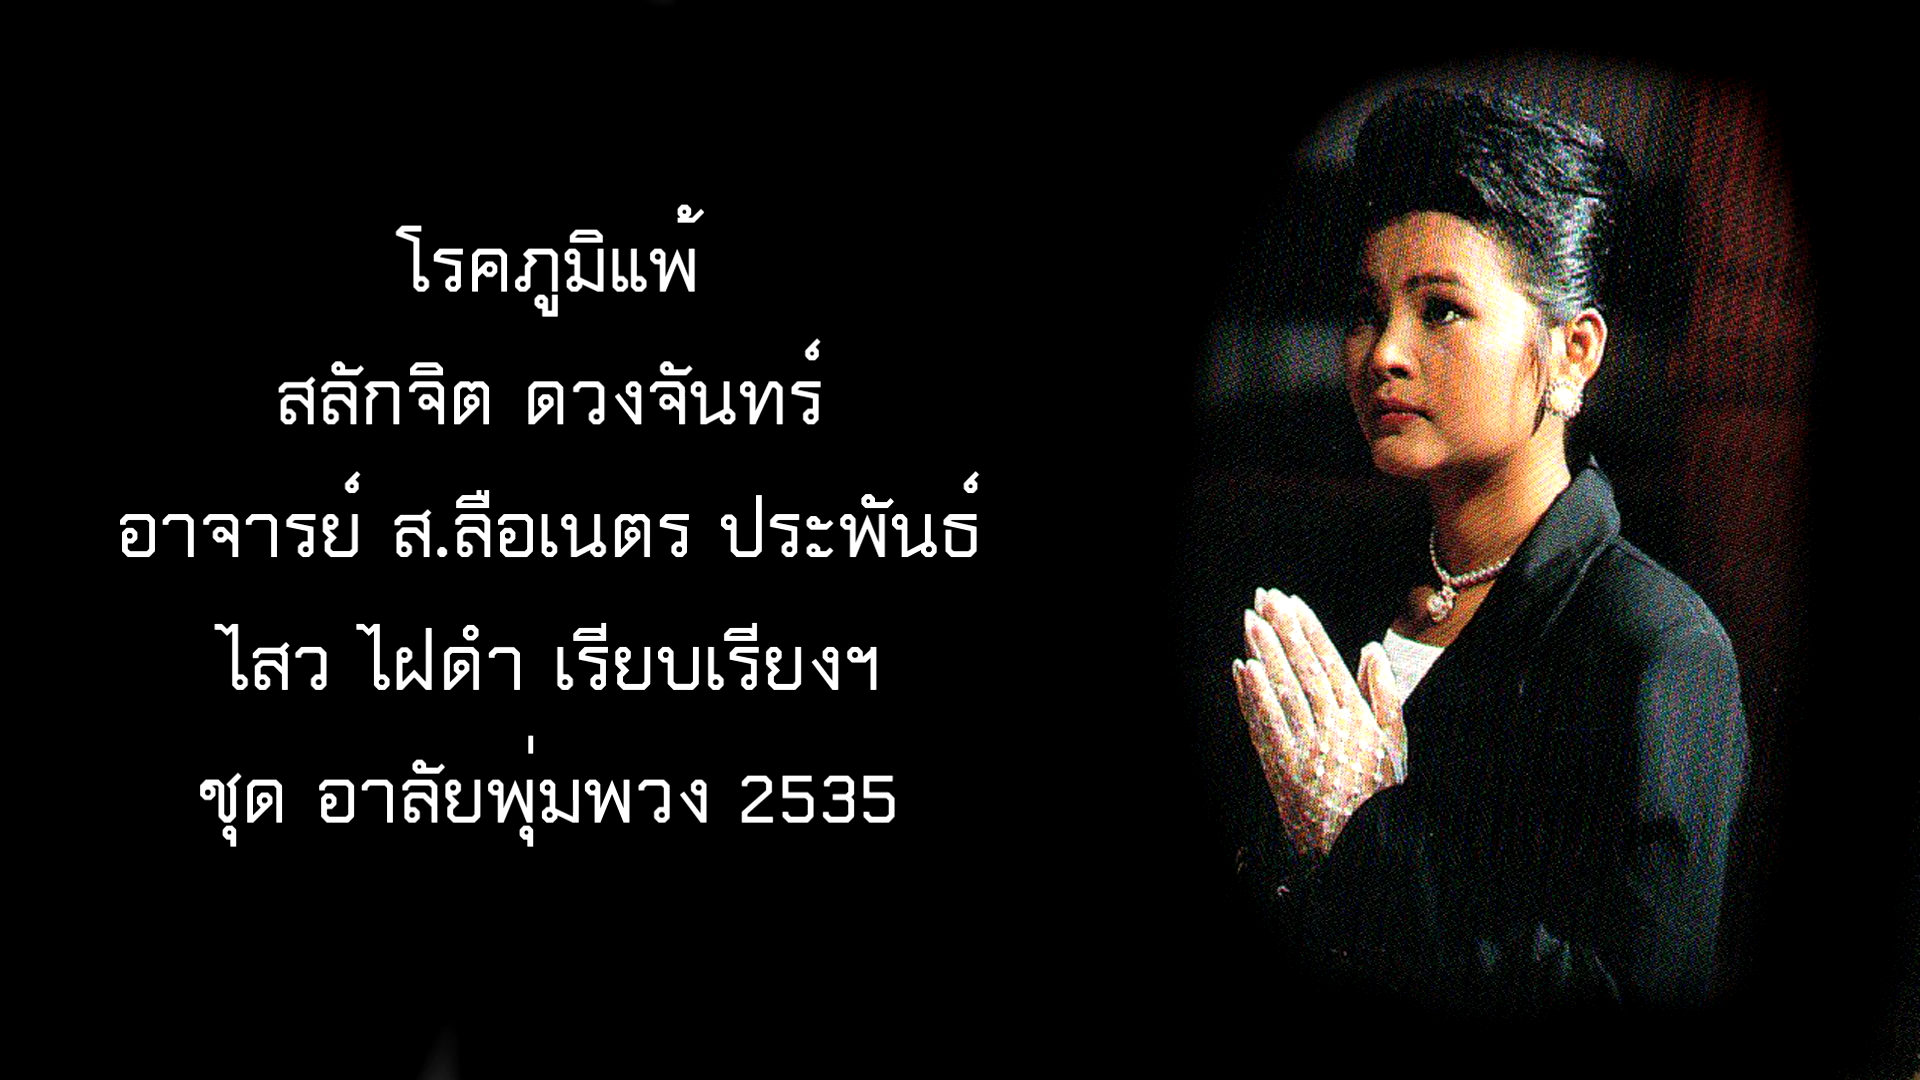 โรคภูมิแพ้
สลักจิต ดวงจันทร์
อาจารย์ ส.ลือเนตร ประพันธ์
ไสว ไฝดำ เรียบเรียงฯ
ชุด อาลัยพุ่มพวง 2535